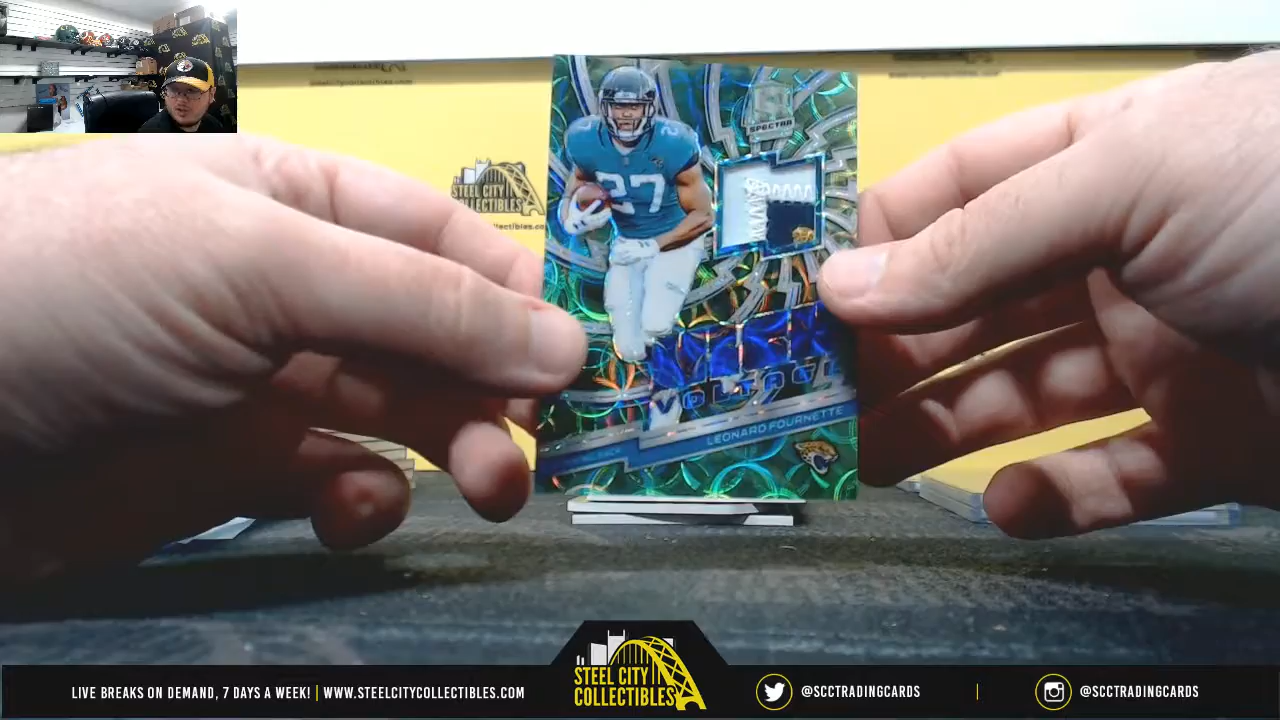 STEEL CITY
COLLECTIBLES
SPECTRA
27
LEONARD FOURNETTE
LIVE BREAKS ON DEMAND, 7 DAYS A WEEK! | WWW.STEELCITYCOLLECTIBLES.COM
STEEL CITY
COLLECTIBLES
@SCCTRADINGCARDS
@SCCTRADINGCARDS